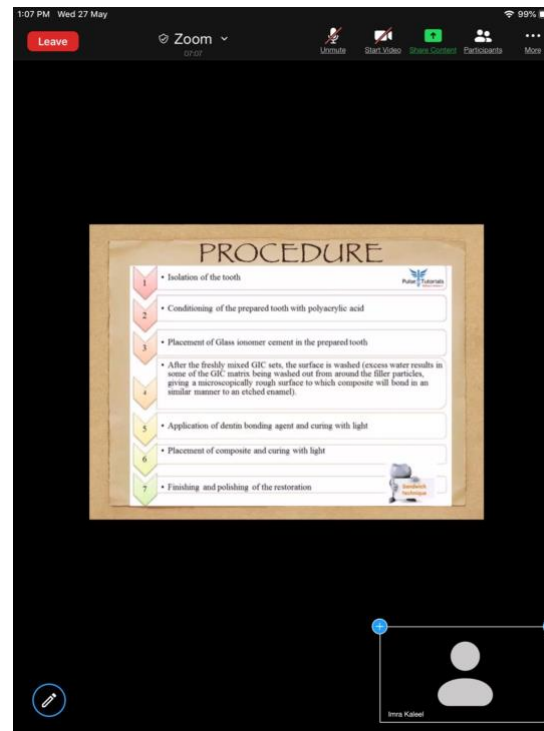 1:07 PM Wed 27 May
99%
Leave
Zoom
07:07
Unmute
Start Video
Share Content
Participants
More
PROCEDURE
Pulse Tutorials
1
• Isolation of the tooth
2
• Conditioning of the prepared tooth with polyacrylic acid
3
• Placement of Glass ionomer cement in the prepared tooth
4
• After the freshly mixed GIC sets, the surface is washed (excess water results in
some of the GIC matrix being washed out from around the filler particles,
giving a microscopically rough surface to which composite will bond in an
similar manner to an etched enamel).
5
• Application of dentin bonding agent and curing with light
6
• Placement of composite and curing with light
7
• Finishing and polishing of the restoration
Sandwich
technique
Imra Kaleel